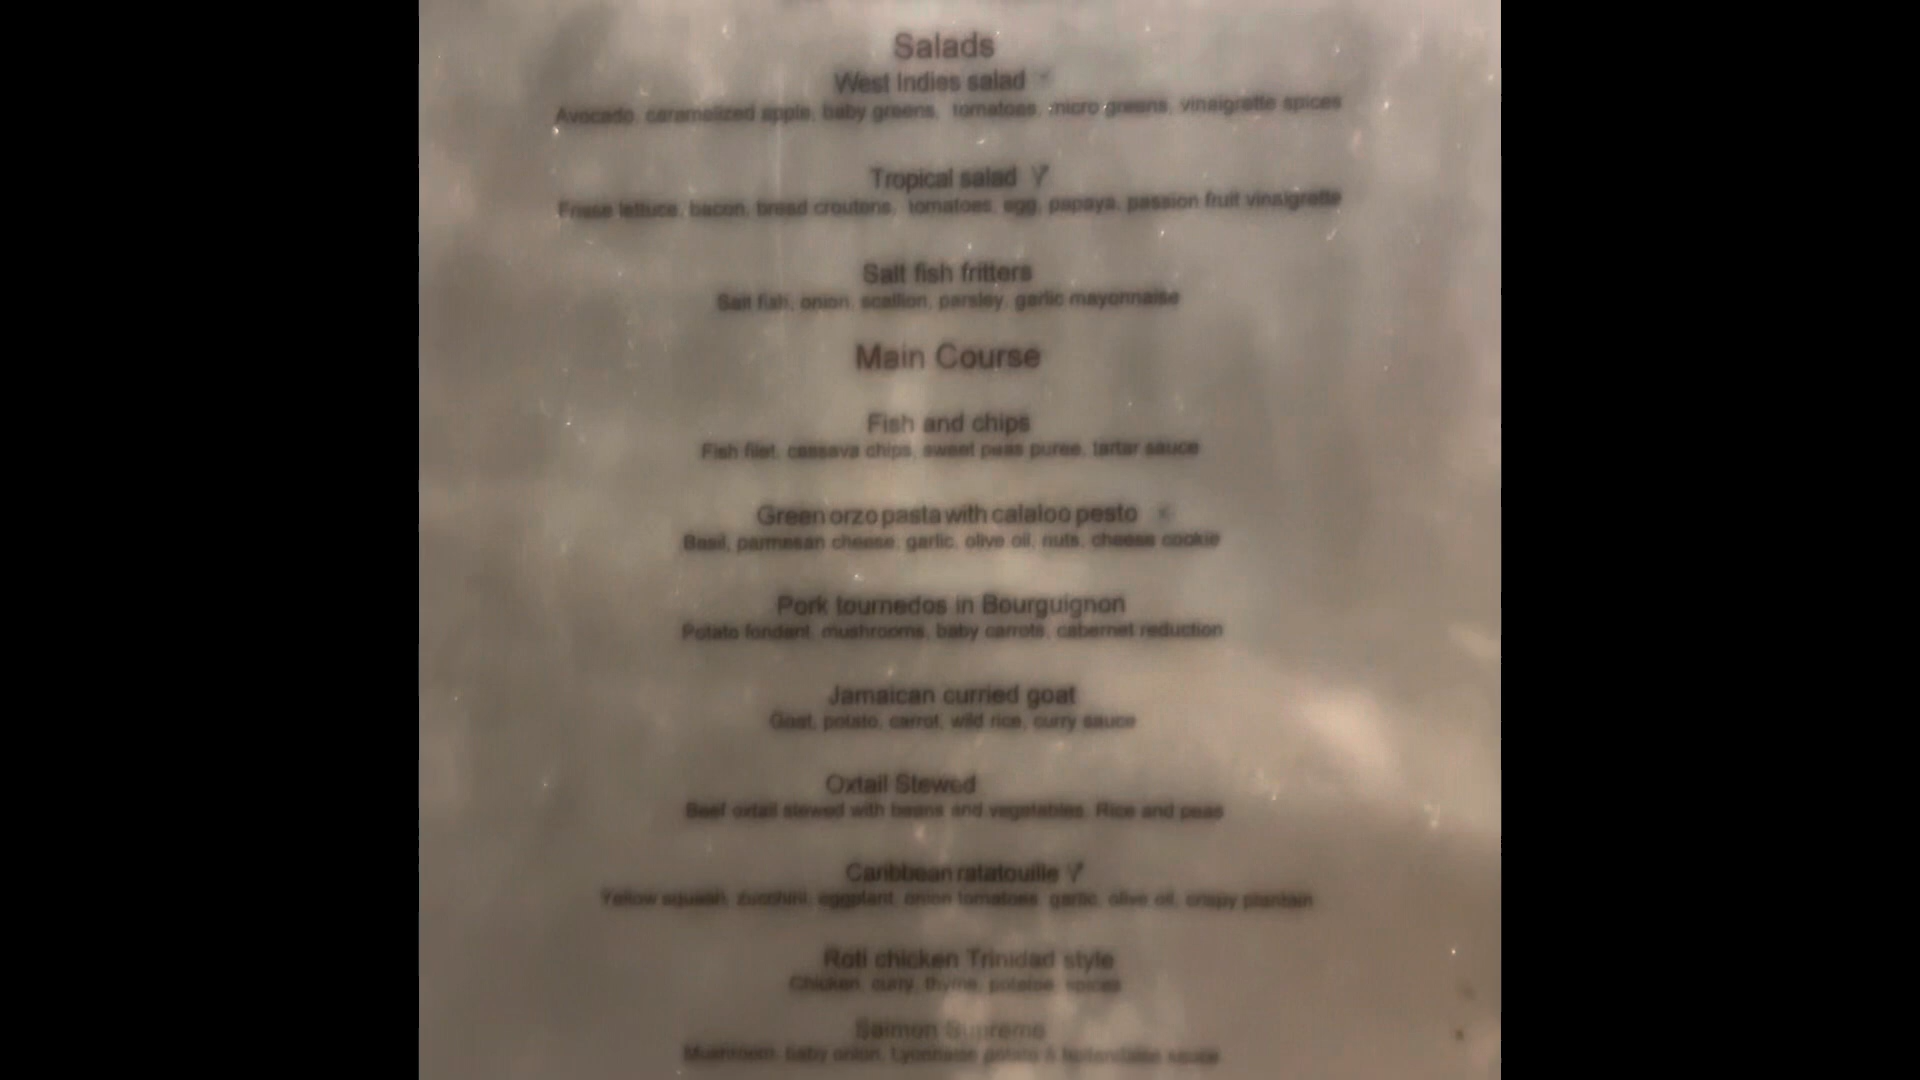 Salads
West Indies salad
Avocado, caramelized apple, baby greens, tomatoes, micro greens, vinaigrette spices
Tropical salad V
Frisse lettuce, bacon, bread croutons, tomatoes, egg, papaya, passion fruit vinaigrette
Salt fish fritters
Salt fish, onion, scallion, parsley, garlic mayonnaise
Main Course
Fish and chips
Fish filet, cassava chips, sweet peas puree, tartar sauce
Green orzo pasta with calaloo pesto
Basil, parmesan cheese, garlic, olive oil, nuts, cheese cookie
Pork tournedos in Bourguignon
Potato fondant, mushrooms, baby carrots, cabernet reduction
Jamaican curried goat
Goat, potato, carrot, wild rice, curry sauce
Oxtail Stewed
Beef oxtail stewed with beans and vegetables. Rice and peas
Caribbean ratatouille V
Yellow squash, zucchini, eggplant, onion tomatoes, garlic, olive oil, crispy plantain
Roti chicken Trinidad style
Chicken, curry, thyme, potatoe, spices
Salmon Supreme
Mushroom, baby onion, Lyonnaise potato & hollandaise sauce